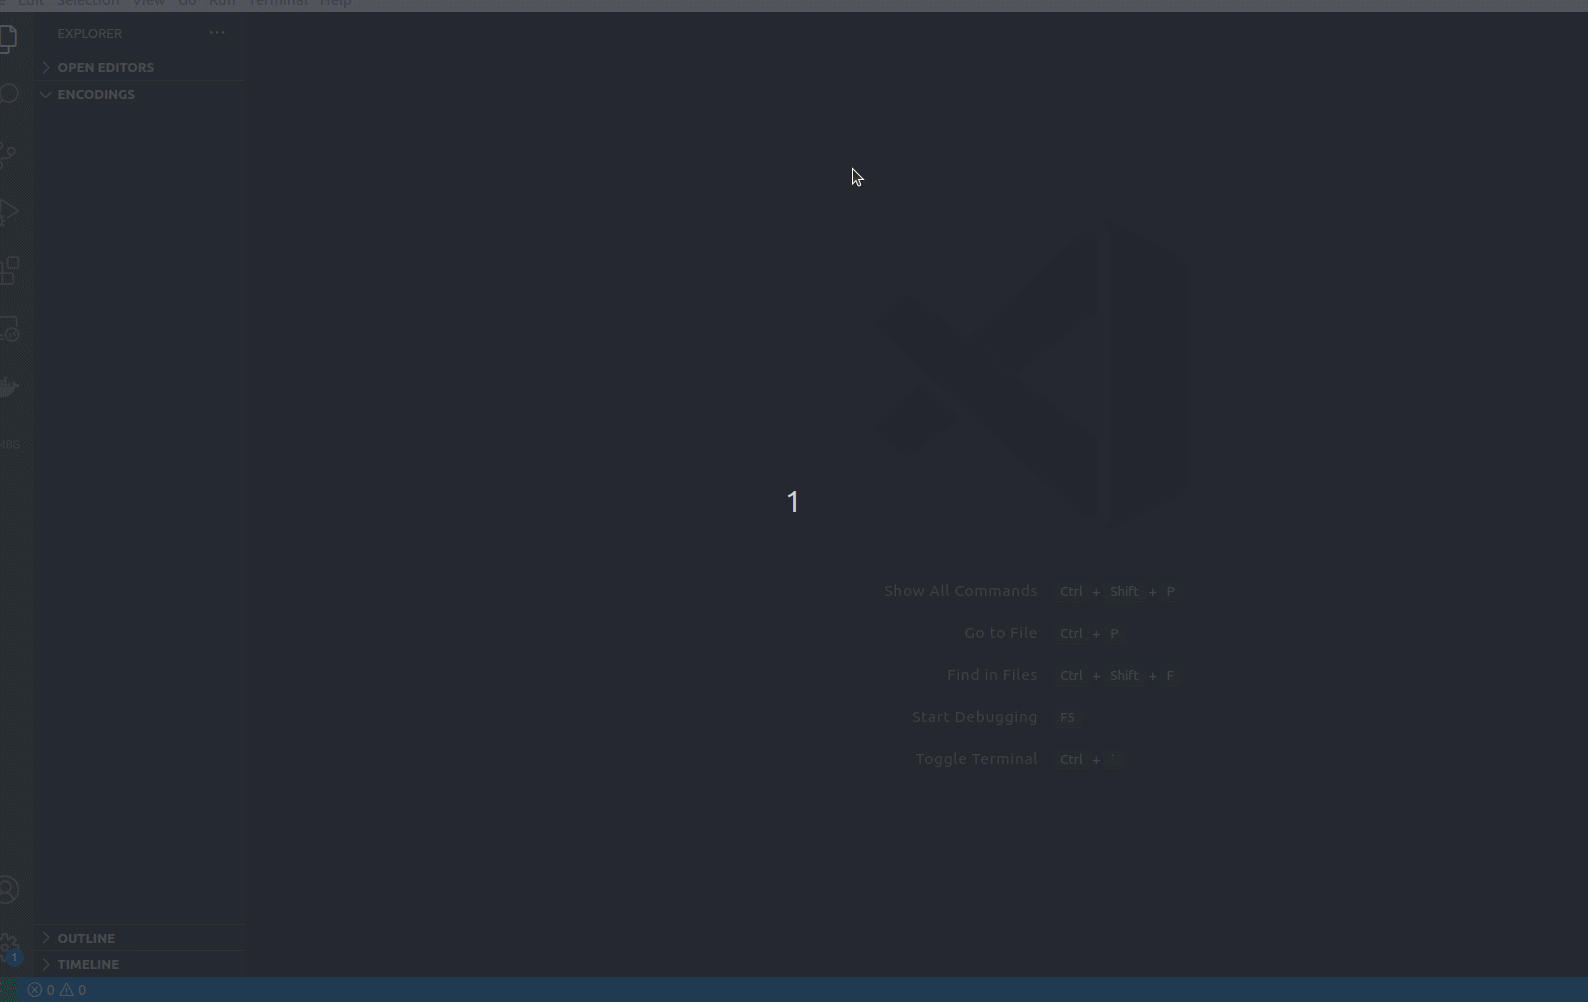 Edit Selection View Go Run Terminal Help
EXPLORER ...
OPEN EDITORS
ENCODINGS
1
Show All Commands Ctrl + Shift + P
Go to File Ctrl + P
Find in Files Ctrl + Shift + F
Start Debugging F5
Toggle Terminal Ctrl + `
OUTLINE
1
TIMELINE
0 0